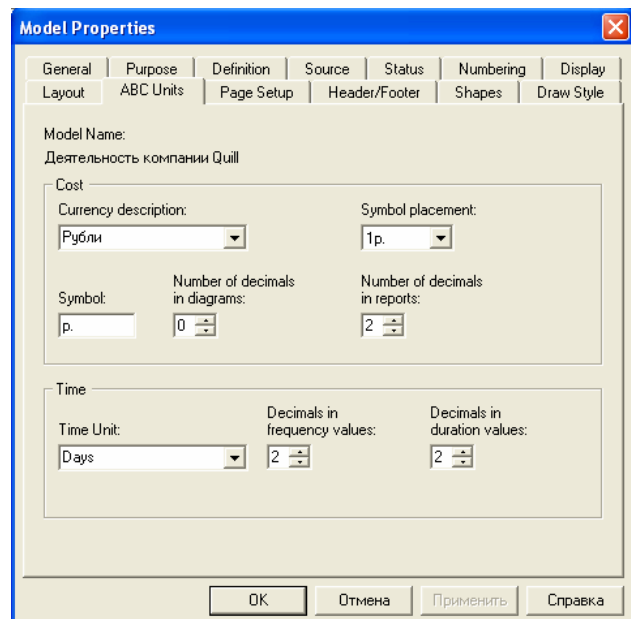 Model Properties
General Purpose Definition Source Status Numbering Display
Layout ABC Units Page Setup Header/Footer Shapes Draw Style
Model Name:
Деятельность компании Quill
Cost
Currency description: Symbol placement:
Рубли 1р.
Number of decimals Number of decimals
Symbol: in diagrams: in reports:
р. 0 2
Time
Decimals in Decimals in
Time Unit: frequency values: duration values:
Days 2 2
OK Отмена Применить Справка